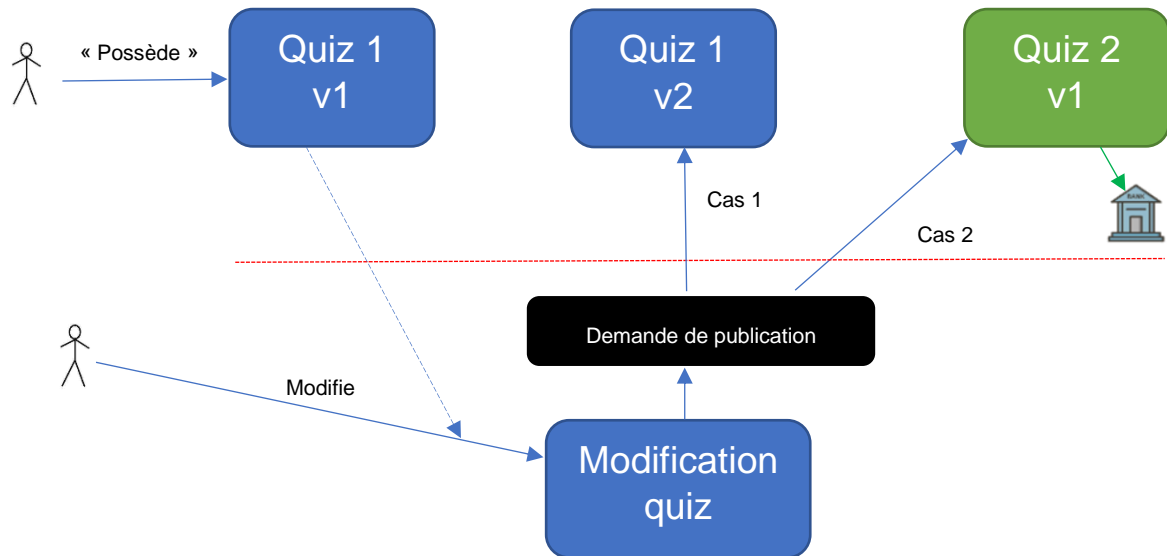 « Possède »
Quiz 1
v1
Quiz 1
v2
Quiz 2
v1
BANK
Cas 1
Cas 2
Demande de publication
Modifie
Modification
quiz